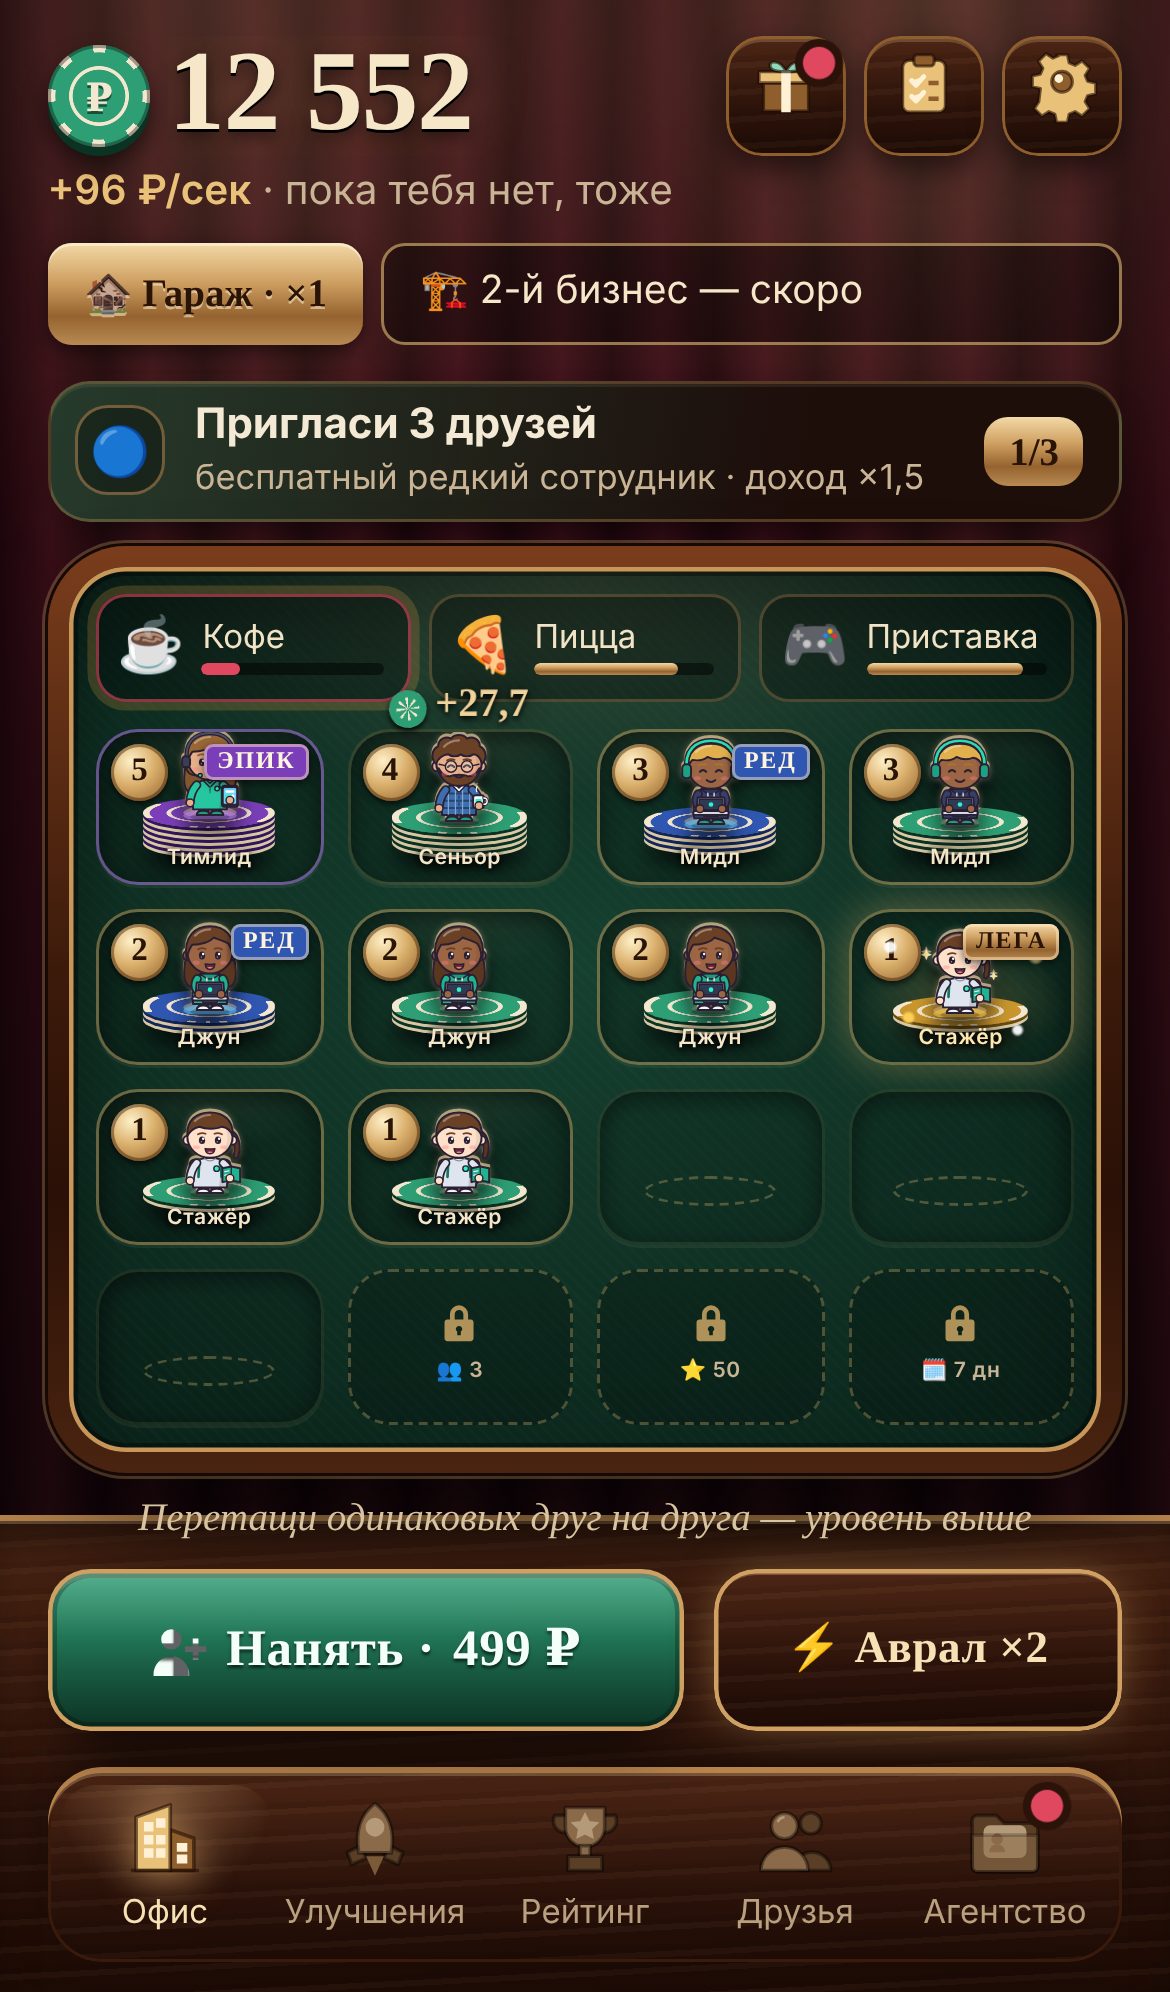 ₽ 12 552
+96 ₽/сек · пока тебя нет, тоже
Гараж · ×1
2-й бизнес — скоро
Пригласи 3 друзей
бесплатный редкий сотрудник · доход ×1,5
1/3
Кофе
Пицца
Приставка
+27,7
5 ЭПИК
Тимлид
4
Сеньор
3 РЕД
Мидл
3
Мидл
2 РЕД
Джун
2
Джун
2
Джун
1 ЛЕГА
Стажёр
1
Стажёр
1
Стажёр
3
50
7 дн
Перетащи одинаковых друг на друга — уровень выше
Нанять · 499 ₽
Аврал ×2
Офис
Улучшения
Рейтинг
Друзья
Агентство